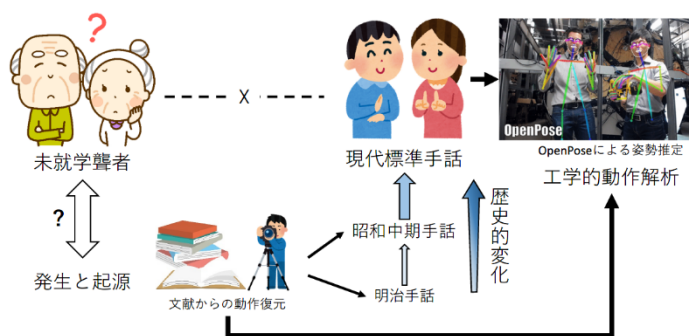 ?
X
OpenPose
OpenPoseによる姿勢推定
未就学聾者
現代標準手話
工学的動作解析
?
歴史的変化
昭和中期手話
発生と起源
明治手話
文献からの動作復元